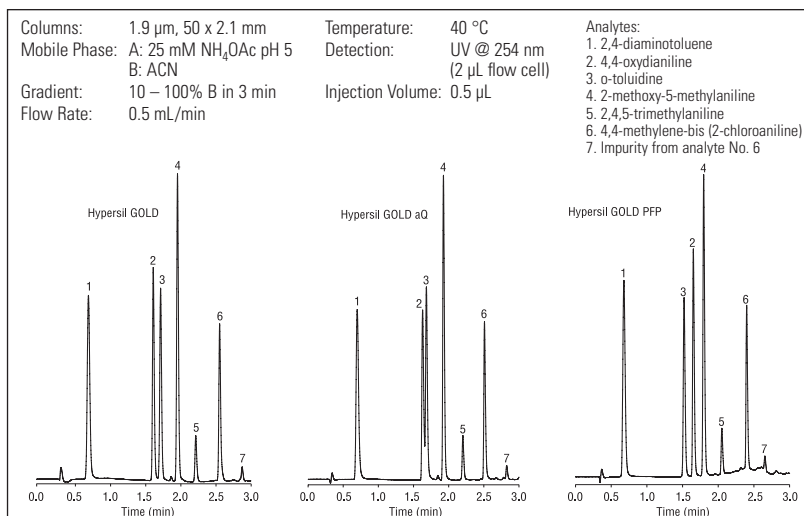 Columns: 1.9 µm, 50 x 2.1 mm
Mobile Phase: A: 25 mM NH₄OAc pH 5
B: ACN
Gradient: 10 – 100% B in 3 min
Flow Rate: 0.5 mL/min
Temperature: 40 °C
Detection: UV @ 254 nm
(2 µL flow cell)
Injection Volume: 0.5 µL
Analytes:
1. 2,4-diaminotoluene
2. 4,4-oxydianiline
3. o-toluidine
4. 2-methoxy-5-methylaniline
5. 2,4,5-trimethylaniline
6. 4,4-methylene-bis (2-chloroaniline)
7. Impurity from analyte No. 6
Hypersil GOLD
1
2
3
4
5
6
7
0.0 0.5 1.0 1.5 2.0 2.5 3.0
Time (min)
Hypersil GOLD aQ
1
2
3
4
5
6
7
0.0 0.5 1.0 1.5 2.0 2.5 3.0
Time (min)
Hypersil GOLD PFP
1
3
2
4
5
6
7
0.0 0.5 1.0 1.5 2.0 2.5 3.0
Time (min)